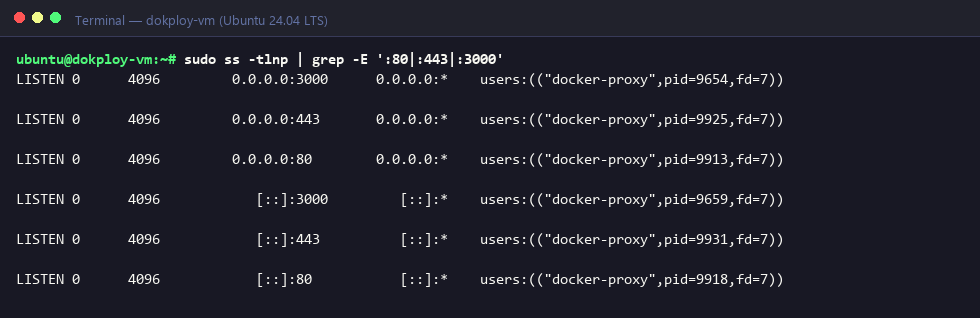 Terminal — dokploy-vm (Ubuntu 24.04 LTS)
ubuntu@dokploy-vm:~# sudo ss -tlnp | grep -E ':80|:443|:3000'
LISTEN 0      4096         0.0.0.0:3000      0.0.0.0:*    users:(("docker-proxy",pid=9654,fd=7))
LISTEN 0      4096         0.0.0.0:443       0.0.0.0:*    users:(("docker-proxy",pid=9925,fd=7))
LISTEN 0      4096         0.0.0.0:80        0.0.0.0:*    users:(("docker-proxy",pid=9913,fd=7))
LISTEN 0      4096            [::]:3000         [::]:*    users:(("docker-proxy",pid=9659,fd=7))
LISTEN 0      4096            [::]:443          [::]:*    users:(("docker-proxy",pid=9931,fd=7))
LISTEN 0      4096            [::]:80           [::]:*    users:(("docker-proxy",pid=9918,fd=7))